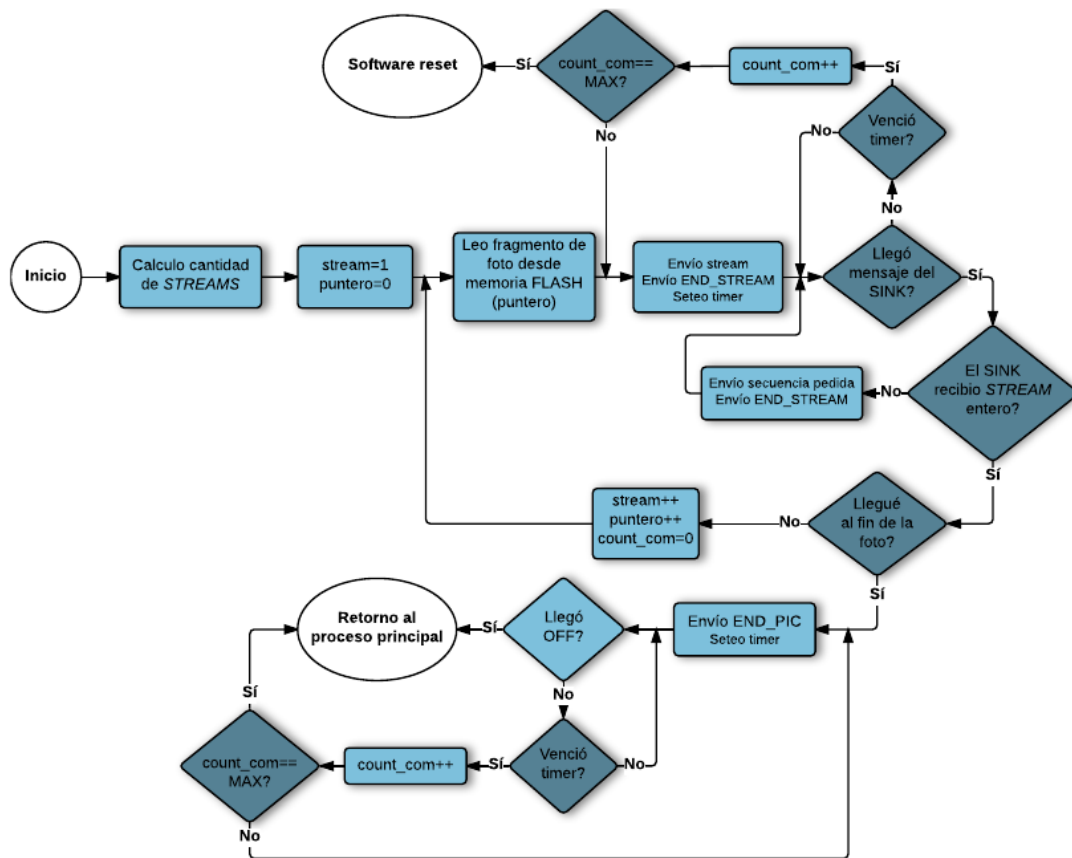 Software reset
Sí
count_com==
MAX?
count_com++
Sí
No
Venció
timer?
No
No
Inicio
Calculo cantidad
de STREAMS
stream=1
puntero=0
Leo fragmento de
foto desde
memoria FLASH
(puntero)
Envío stream
Envío END_STREAM
Seteo timer
Llegó
mensaje del
SINK?
Sí
Envío secuencia pedida
Envío END_STREAM
No
El SINK
recibio STREAM
entero?
Sí
stream++
puntero++
count_com=0
No
Llegué
al fin de la
foto?
Sí
Retorno al
proceso principal
Sí
Llegó
OFF?
Envío END_PIC
Seteo timer
No
Sí
count_com==
MAX?
count_com++
Sí
Venció
timer?
No
No